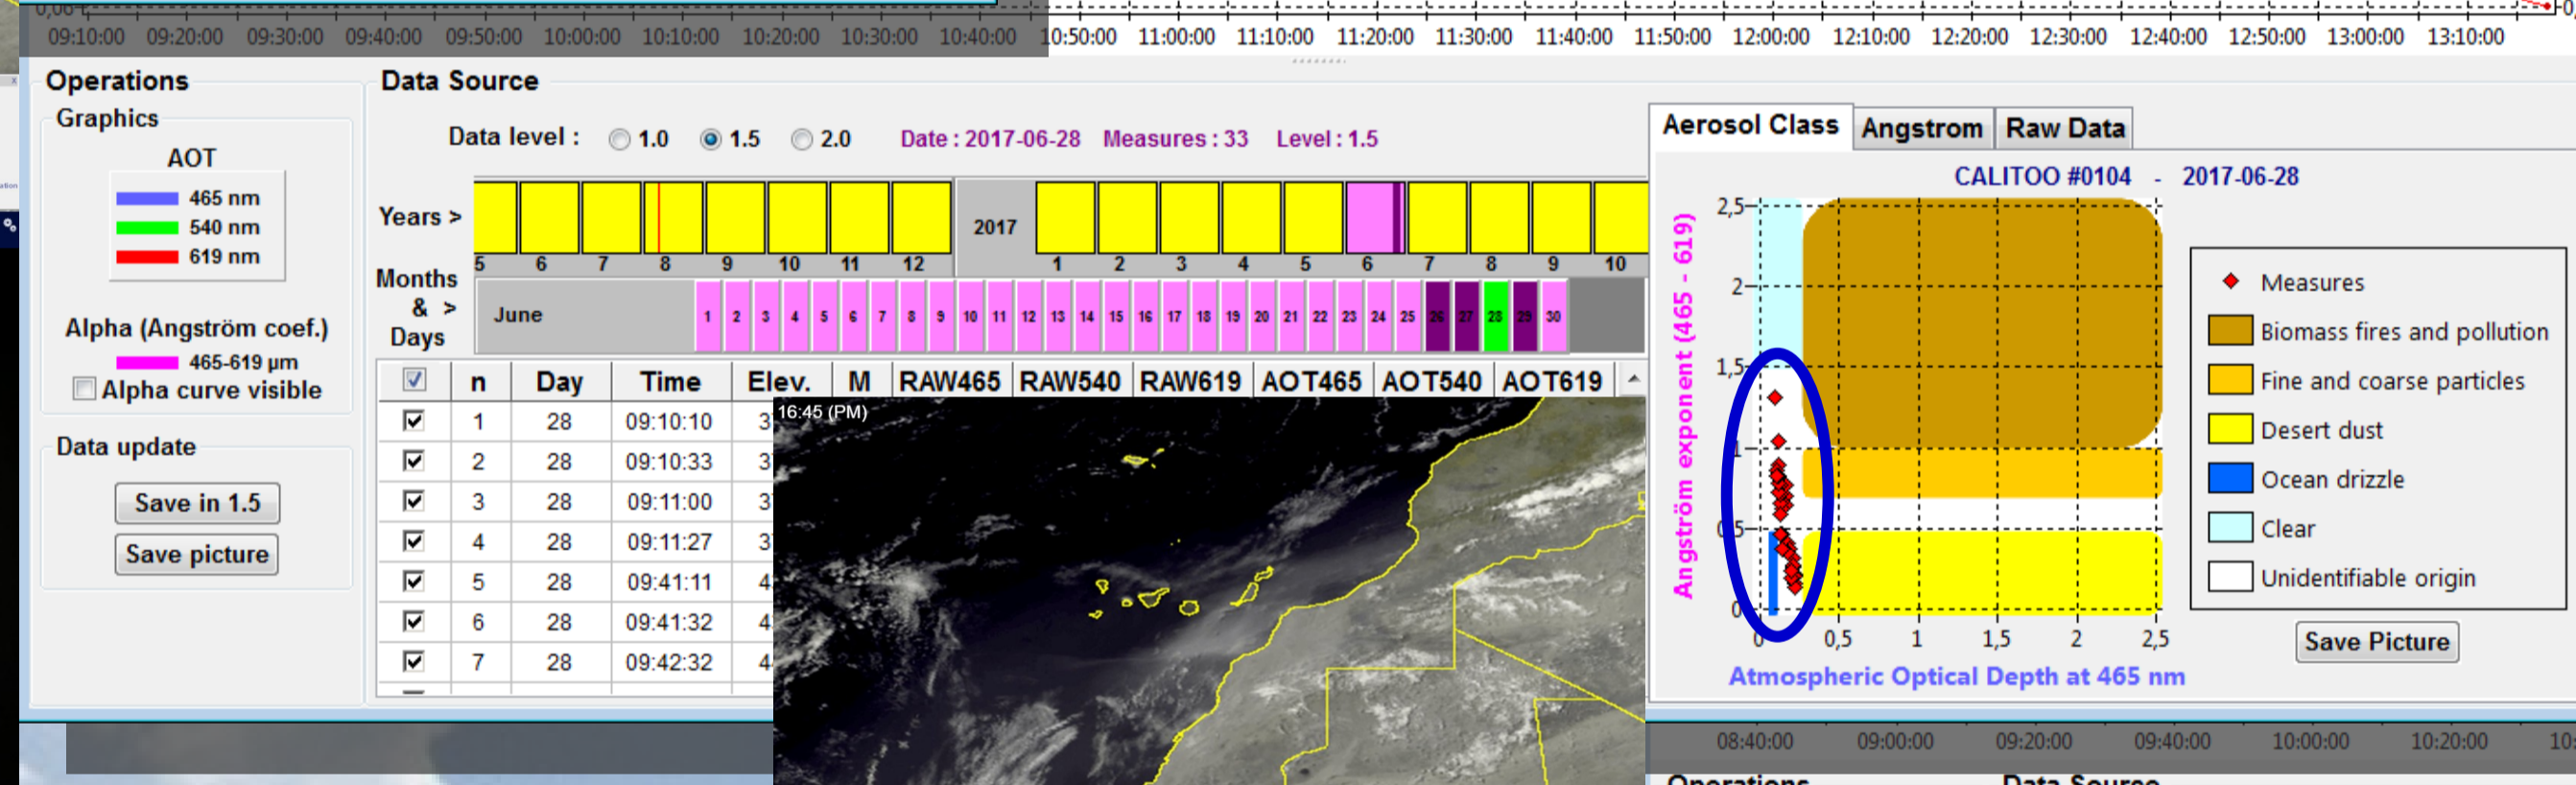 0,06
09:10:00 09:20:00 09:30:00 09:40:00 09:50:00 10:00:00 10:10:00 10:20:00 10:30:00 10:40:00 10:50:00 11:00:00 11:10:00 11:20:00 11:30:00 11:40:00 11:50:00 12:00:00 12:10:00 12:20:00 12:30:00 12:40:00 12:50:00 13:00:00 13:10:00
Operations
Graphics
AOT
465 nm
540 nm
619 nm
Alpha (Angström coef.)
465-619 µm
Alpha curve visible
Data update
Save in 1.5
Save picture
Data Source
Data level : 1.0 1.5 2.0 Date : 2017-06-28 Measures : 33 Level : 1.5
Years > 2017
5 6 7 8 9 10 11 12 1 2 3 4 5 6 7 8 9 10
Months
& >
Days
June 1 2 3 4 5 6 7 8 9 10 11 12 13 14 15 16 17 18 19 20 21 22 23 24 25 26 27 28 29 30
n Day Time Elev. M RAW465 RAW540 RAW619 AOT465 AOT540 AOT619
1 28 09:10:10 3
2 28 09:10:33 3
3 28 09:11:00 3
4 28 09:11:27 3
5 28 09:41:11 4
6 28 09:41:32 4
7 28 09:42:32 4
16:45 (PM)
Aerosol Class Angstrom Raw Data
CALITOO #0104 - 2017-06-28
Angström exponent (465 - 619)
2,5
2
1,5
1
0,5
0
0 0,5 1 1,5 2 2,5
Atmospheric Optical Depth at 465 nm
Measures
Biomass fires and pollution
Fine and coarse particles
Desert dust
Ocean drizzle
Clear
Unidentifiable origin
Save Picture
08:40:00 09:00:00 09:20:00 09:40:00 10:00:00 10:20:00 10:
Operations Data Source